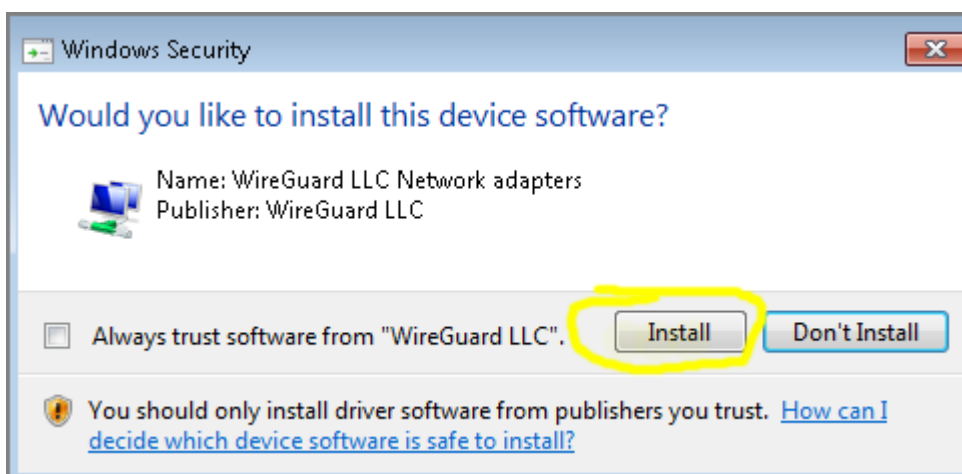 Windows Security
Would you like to install this device software?
Name: WireGuard LLC Network adapters
Publisher: WireGuard LLC
Always trust software from "WireGuard LLC".
Install
Don't Install
You should only install driver software from publishers you trust. How can I
decide which device software is safe to install?